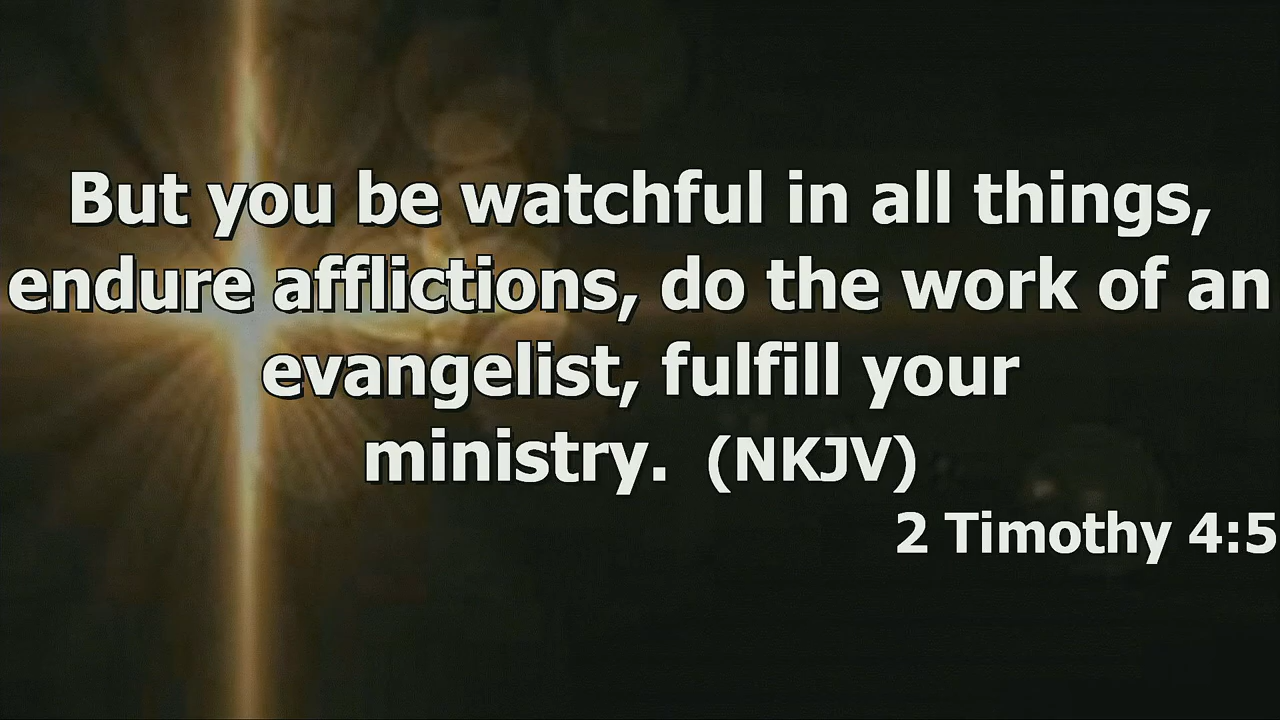 But you be watchful in all things,
endure afflictions, do the work of an
evangelist, fulfill your
ministry. (NKJV)
2 Timothy 4:5